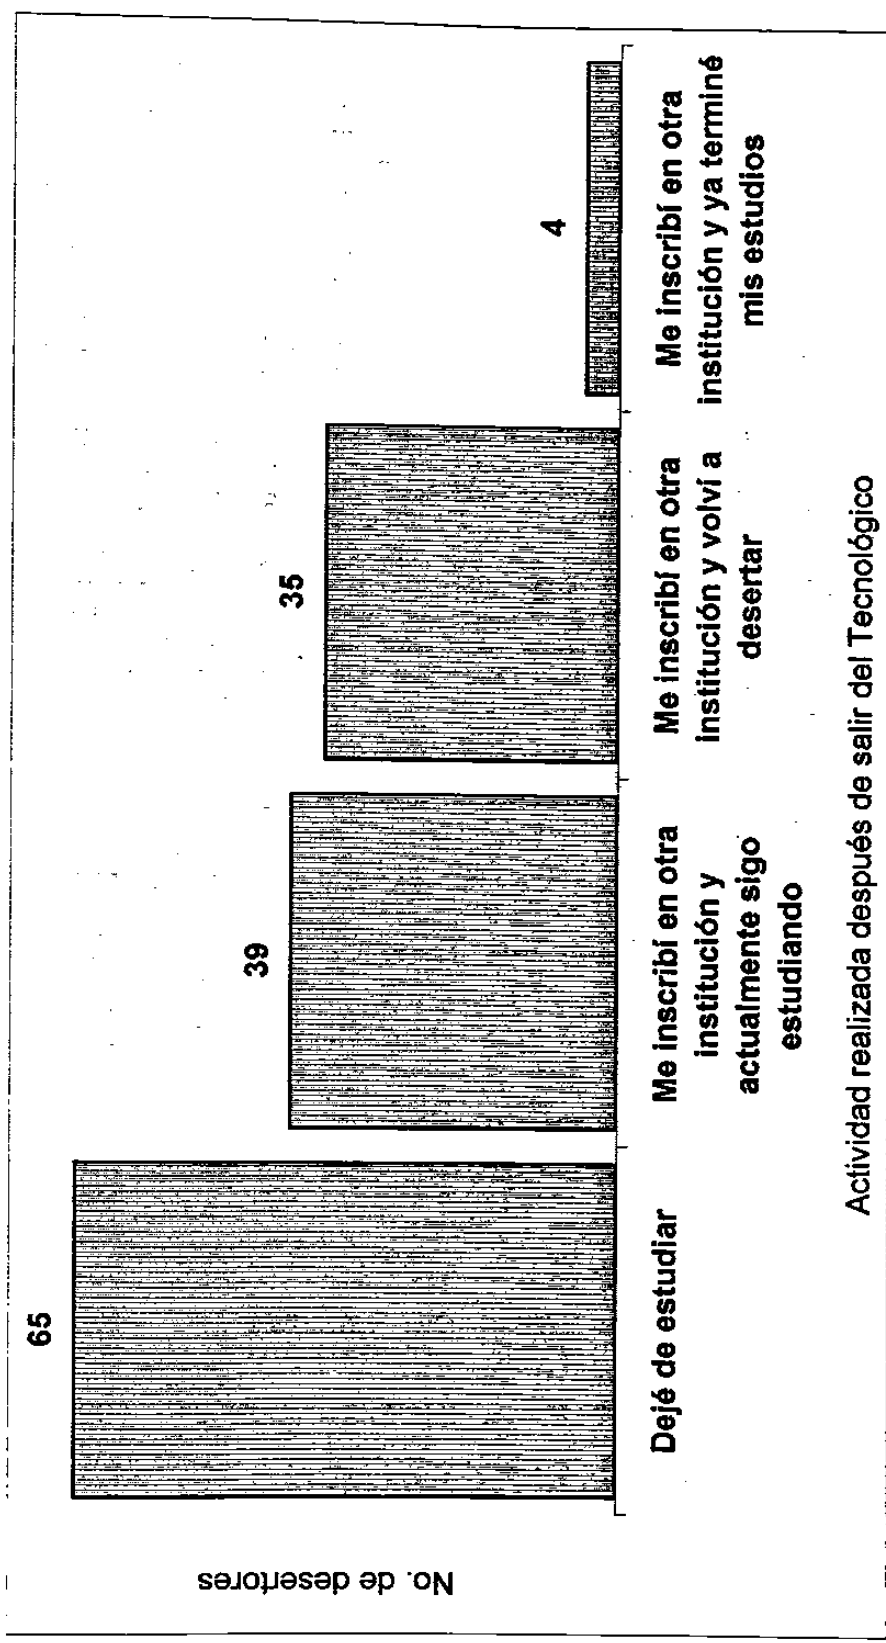 No. de desertores
65
39
35
4
Dejé de estudiar
Me inscribí en otra
institución y
actualmente sigo
estudiando
Me inscribí en otra
institución y volví a
desertar
Me inscribí en otra
institución y ya terminé
mis estudios
Actividad realizada después de salir del Tecnológico